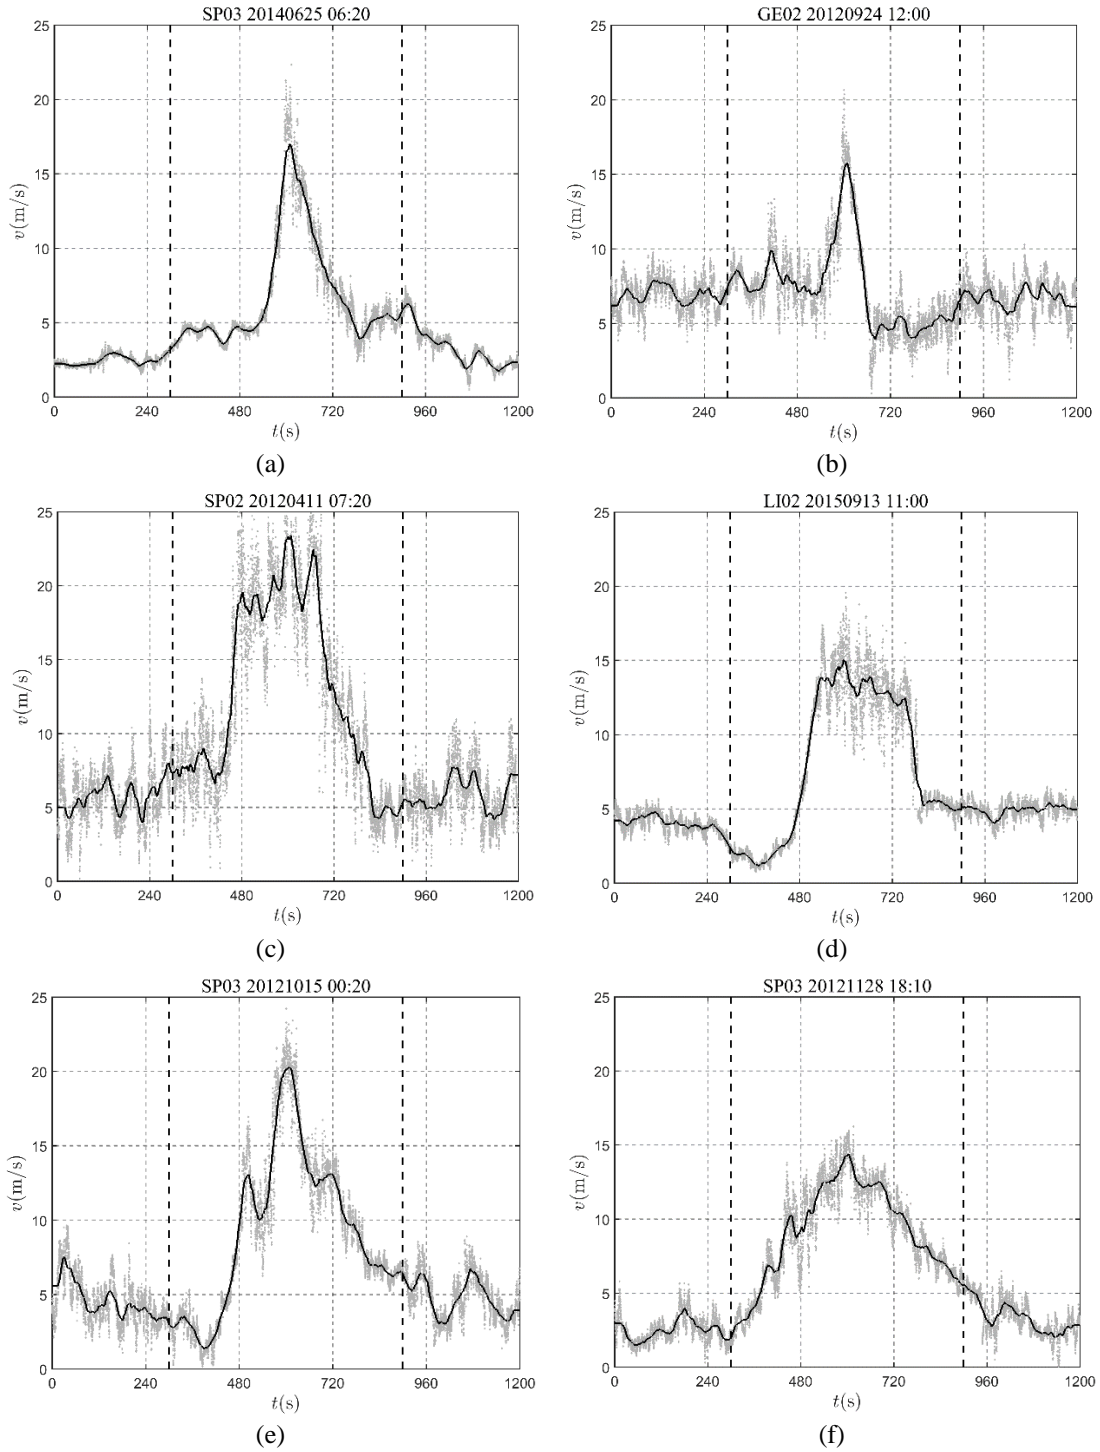 SP03 20140625 06:20
25
20
15
10
5
0
v(m/s)
0 240 480 720 960 1200
t(s)
(a)
GE02 20120924 12:00
25
20
15
10
5
0
v(m/s)
0 240 480 720 960 1200
t(s)
(b)
SP02 20120411 07:20
25
20
15
10
5
0
v(m/s)
0 240 480 720 960 1200
t(s)
(c)
LI02 20150913 11:00
25
20
15
10
5
0
v(m/s)
0 240 480 720 960 1200
t(s)
(d)
SP03 20121015 00:20
25
20
15
10
5
0
v(m/s)
0 240 480 720 960 1200
t(s)
(e)
SP03 20121128 18:10
25
20
15
10
5
0
v(m/s)
0 240 480 720 960 1200
t(s)
(f)